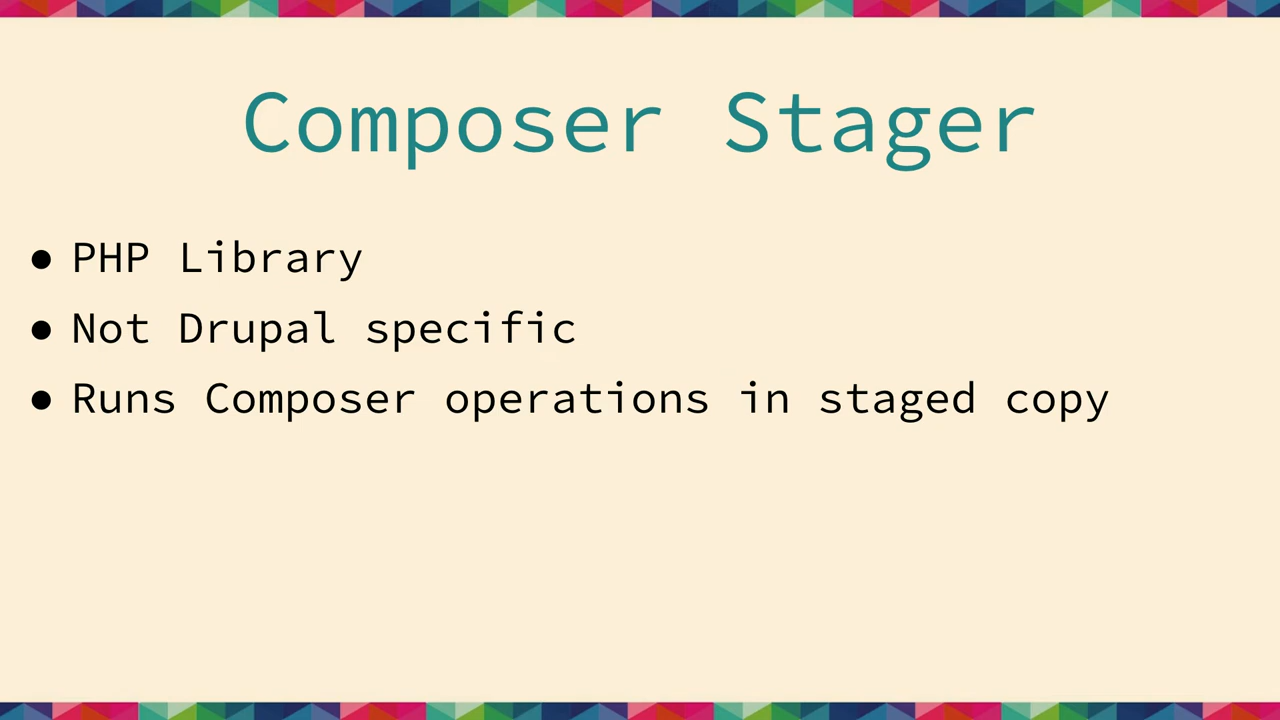 Composer Stager
● PHP Library
● Not Drupal specific
● Runs Composer operations in staged copy